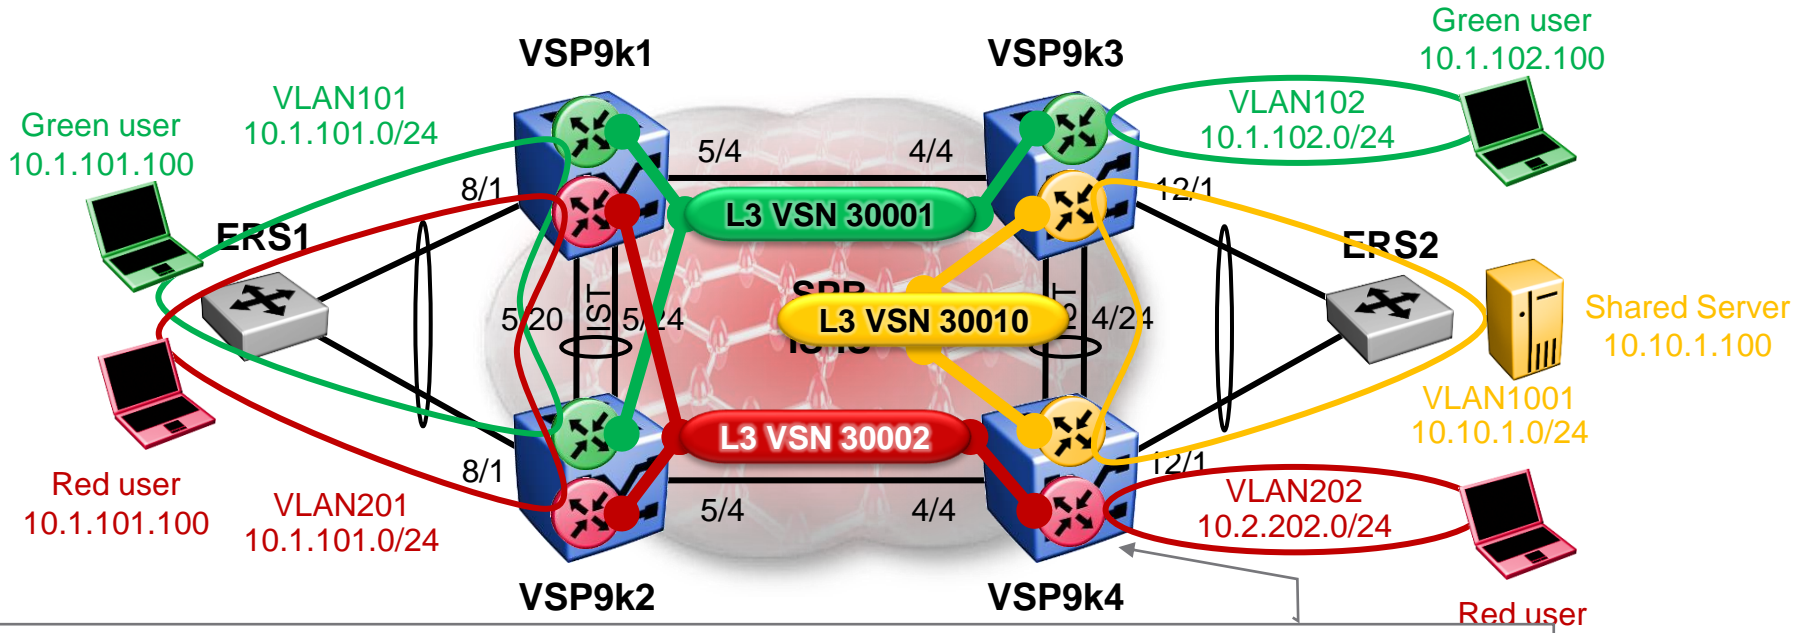 VSP9k1
VSP9k3
Green user
10.1.102.100
VLAN101
10.1.101.0/24
Green user
10.1.101.100
VLAN102
10.1.102.0/24
5/4
4/4
8/1
12/1
L3 VSN 30001
ERS1
ERS2
IST
5/20
5/24
L3 VSN 30010
4/24
Shared Server
10.10.1.100
VLAN1001
10.10.1.0/24
L3 VSN 30002
8/1
12/1
Red user
10.1.101.100
VLAN201
10.1.101.0/24
5/4
4/4
VLAN202
10.2.202.0/24
VSP9k2
VSP9k4
Red user